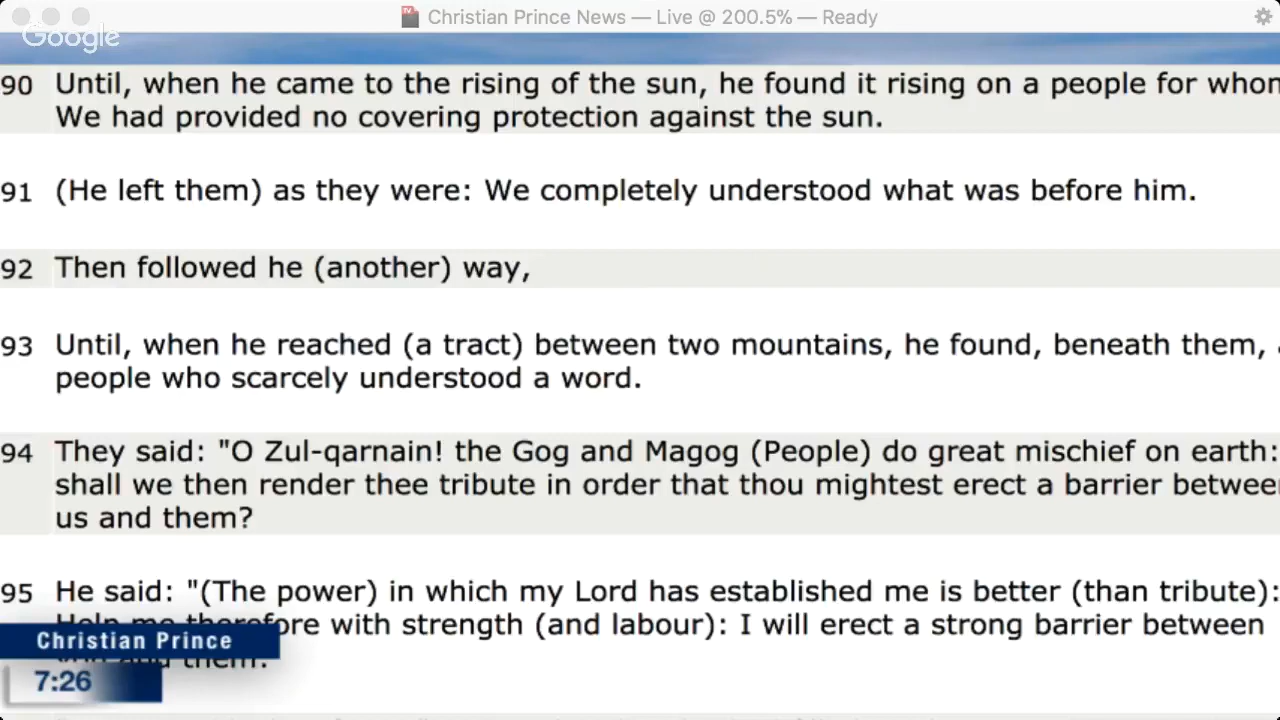 Christian Prince News — Live @ 200.5% — Ready
Google
90 Until, when he came to the rising of the sun, he found it rising on a people for whom
We had provided no covering protection against the sun.
91 (He left them) as they were: We completely understood what was before him.
92 Then followed he (another) way,
93 Until, when he reached (a tract) between two mountains, he found, beneath them,
people who scarcely understood a word.
94 They said: "O Zul-qarnain! the Gog and Magog (People) do great mischief on earth:
shall we then render thee tribute in order that thou mightest erect a barrier between
us and them?
95 He said: "(The power) in which my Lord has established me is better (than tribute):
Help me therefore with strength (and labour): I will erect a strong barrier between
you and them:
Christian Prince
7:26